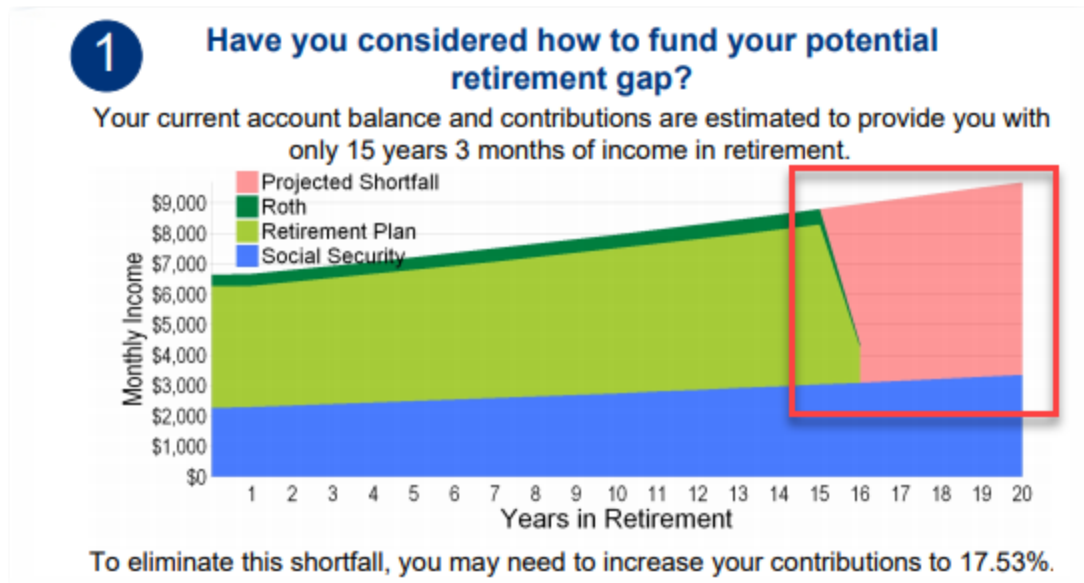 1
Have you considered how to fund your potential
retirement gap?
Your current account balance and contributions are estimated to provide you with
only 15 years 3 months of income in retirement.
Projected Shortfall
Roth
Retirement Plan
Social Security
$9,000
$8,000
$7,000
$6,000
$5,000
$4,000
$3,000
$2,000
$1,000
$0
Monthly Income
1 2 3 4 5 6 7 8 9 10 11 12 13 14 15 16 17 18 19 20
Years in Retirement
To eliminate this shortfall, you may need to increase your contributions to 17.53%.